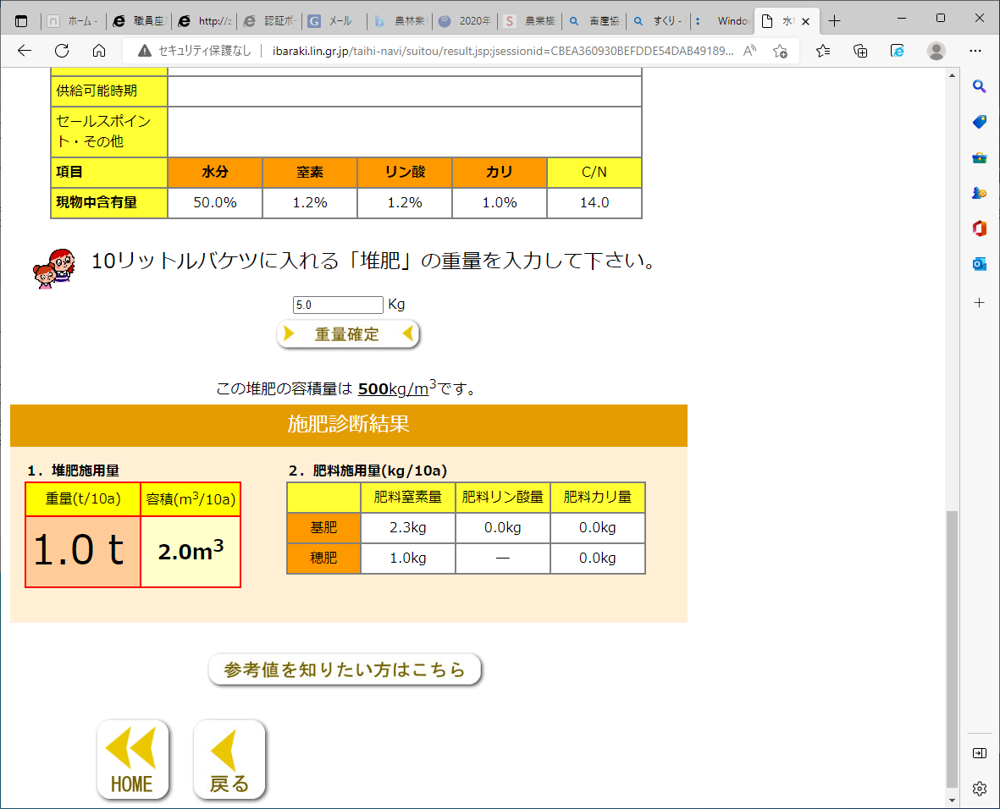 ホーム -
職員座
http://z
認証ポー
メール
農林業
2020年
農業機
畜産協
すくり -
Window
水稲
セキュリティ保護なし
ibaraki.lin.gr.jp/taihi-navi/suitou/result.jsp;jsessionid=CBEA360930BEFDDE54DAB49189...
供給可能時期
セールスポイン
ト・その他
項目 水分 窒素 リン酸 カリ C/N
現物中含有量 50.0% 1.2% 1.2% 1.0% 14.0
10リットルバケツに入れる「堆肥」の重量を入力して下さい。
5.0 Kg
重量確定
この堆肥の容積量は 500kg/m3です。
施肥診断結果
1．堆肥施用量
重量(t/10a) 容積(m3/10a)
1.0 t 2.0m3
2．肥料施用量(kg/10a)
肥料窒素量 肥料リン酸量 肥料カリ量
基肥 2.3kg 0.0kg 0.0kg
穂肥 1.0kg ― 0.0kg
参考値を知りたい方はこちら
HOME
戻る